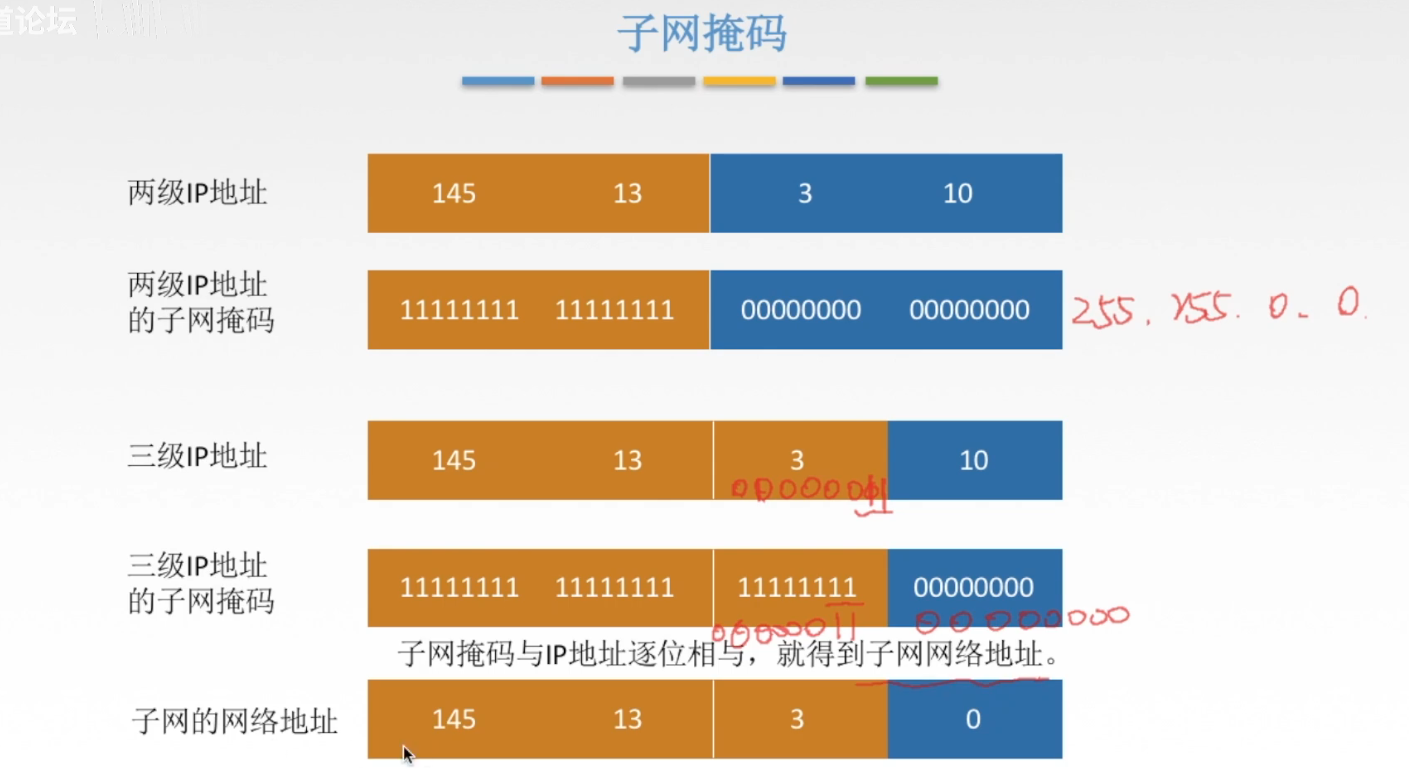 道论坛
子网掩码
两级IP地址 145 13 3 10
两级IP地址
的子网掩码
11111111 11111111 00000000 00000000 255. 255. 0. 0.
三级IP地址 145 13 3 10
00000011
三级IP地址
的子网掩码
11111111 11111111 11111111 00000000
00000011 00000000
子网掩码与IP地址逐位相与，就得到子网网络地址。
子网的网络地址 145 13 3 0